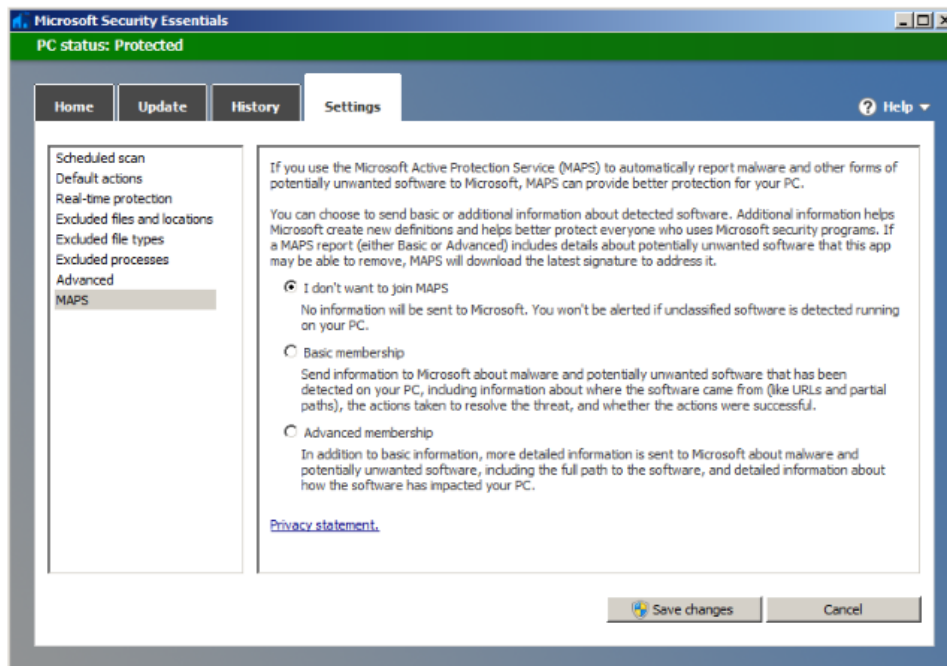 Microsoft Security Essentials
PC status: Protected
Home
Update
History
Settings
Help
Scheduled scan
Default actions
Real-time protection
Excluded files and locations
Excluded file types
Excluded processes
Advanced
MAPS
If you use the Microsoft Active Protection Service (MAPS) to automatically report malware and other forms of
potentially unwanted software to Microsoft, MAPS can provide better protection for your PC.
You can choose to send basic or additional information about detected software. Additional information helps
Microsoft create new definitions and helps better protect everyone who uses Microsoft security programs. If
a MAPS report (either Basic or Advanced) includes details about potentially unwanted software that this app
may be able to remove, MAPS will download the latest signature to address it.
I don't want to join MAPS
No information will be sent to Microsoft. You won't be alerted if unclassified software is detected running
on your PC.
Basic membership
Send information to Microsoft about malware and potentially unwanted software that has been
detected on your PC, including information about where the software came from (like URLs and partial
paths), the actions taken to resolve the threat, and whether the actions were successful.
Advanced membership
In addition to basic information, more detailed information is sent to Microsoft about malware and
potentially unwanted software, including the full path to the software, and detailed information about
how the software has impacted your PC.
Privacy statement.
Save changes
Cancel